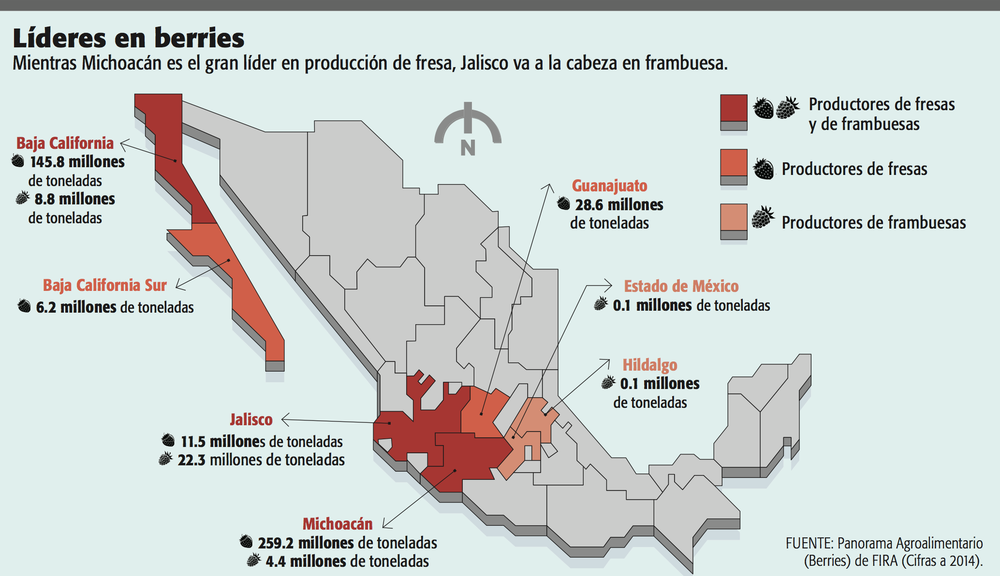 Líderes en berries
Mientras Michoacán es el gran líder en producción de fresa, Jalisco va a la cabeza en frambuesa.
Productores de fresas
y de frambuesas
Productores de fresas
Productores de frambuesas
N
Baja California
145.8 millones
de toneladas
8.8 millones
de toneladas
Guanajuato
28.6 millones
de toneladas
Baja California Sur
6.2 millones de toneladas
Estado de México
0.1 millones de toneladas
Hildalgo
0.1 millones
de toneladas
Jalisco
11.5 millones de toneladas
22.3 millones de toneladas
Michoacán
259.2 millones de toneladas
4.4 millones de toneladas
FUENTE: Panorama Agroalimentario
(Berries) de FIRA (Cifras a 2014).